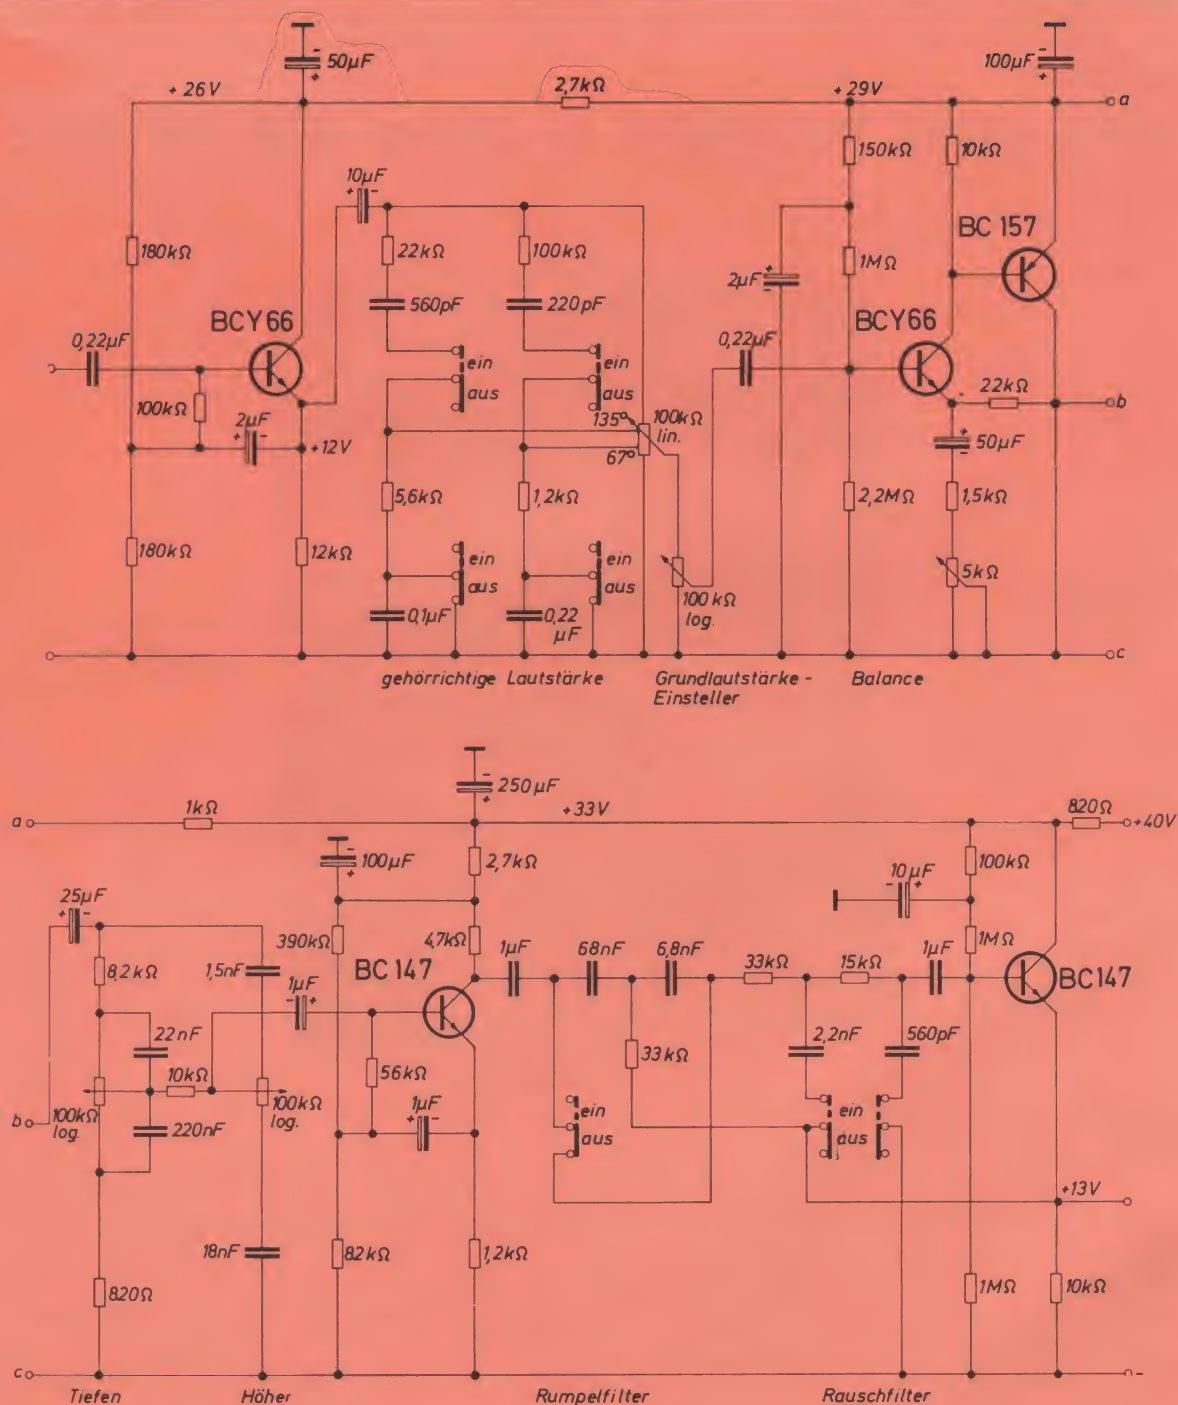 50µF
- +
100µF
- +
+26V
2,7kΩ
+29V
a
150kΩ
10kΩ
10µF
+ -
BC 157
180kΩ
22kΩ
100kΩ
2µF
+ -
1MΩ
560pF
220pF
BCY66
BCY66
0,22µF
0,22µF
ein
aus
ein
aus
22kΩ
b
100kΩ
2µF
+ -
+12V
135°
100kΩ
lin.
67°
+
-
50µF
5,6kΩ
1,2kΩ
2,2MΩ
1,5kΩ
180kΩ
12kΩ
ein
aus
ein
aus
5kΩ
100kΩ
log.
0,1µF
0,22
µF
c
gehörrichtige Lautstärke
Grundlautstärke -
Einsteller
Balance
250µF
- +
a
1kΩ
+33V
820Ω
+40V
100µF
- +
2,7kΩ
10µF
- +
100kΩ
25µF
+ -
390kΩ
4,7kΩ
1µF
68nF
6,8nF
33kΩ
15kΩ
1µF
1MΩ
8,2kΩ
1,5nF
1µF
- +
BC147
BC147
22nF
2,2nF
560pF
33kΩ
10kΩ
56kΩ
100kΩ
log.
100kΩ
log.
1µF
+ -
ein
aus
ein
aus
b
220nF
+13V
18nF
82kΩ
1,2kΩ
820Ω
1MΩ
10kΩ
c
-
Tiefen
Höher
Rumpelfilter
Rauschfilter